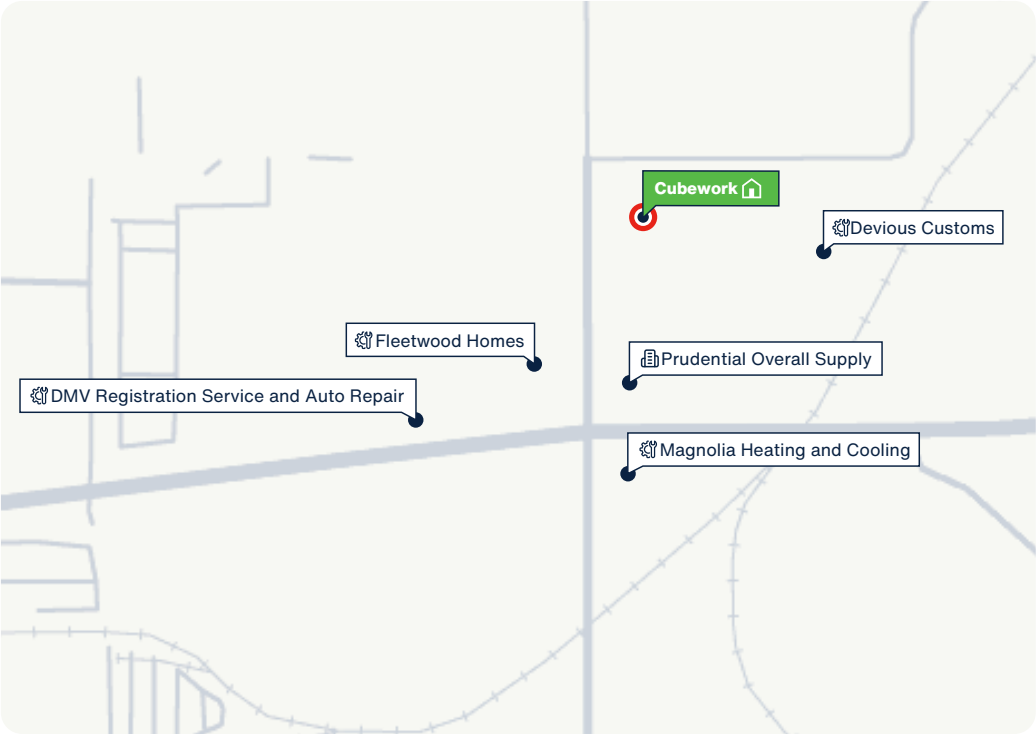 Cubework
Devious Customs
Fleetwood Homes
Prudential Overall Supply
DMV Registration Service and Auto Repair
Magnolia Heating and Cooling